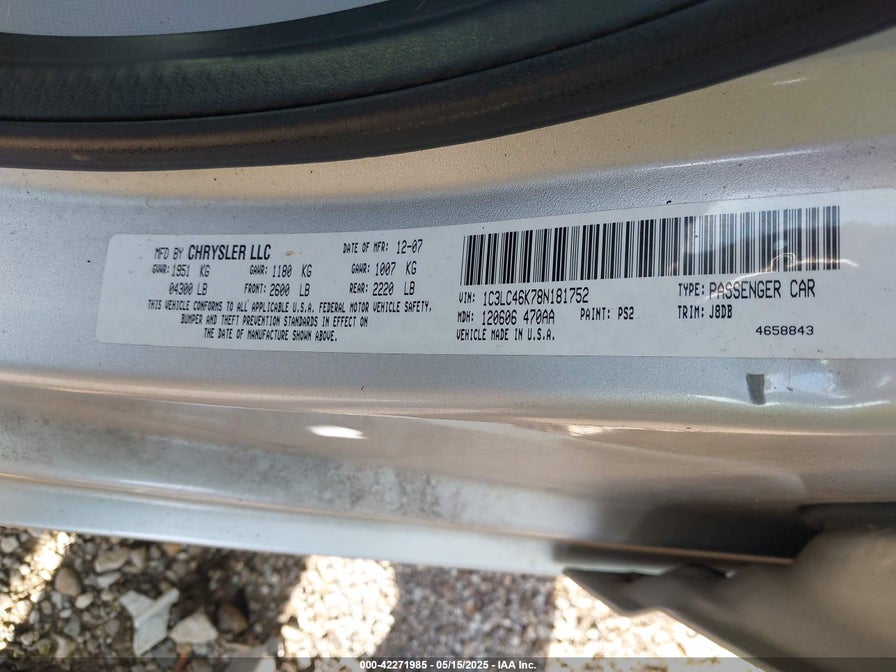 MFD BY CHRYSLER LLC DATE OF MFR: 12-07
GVWR: 1951 KG GAWR: 1180 KG GAWR: 1007 KG
04300 LB FRONT: 2600 LB REAR: 2220 LB
THIS VEHICLE CONFORMS TO ALL APPLICABLE U.S.A. FEDERAL MOTOR VEHICLE SAFETY,
BUMPER AND THEFT PREVENTION STANDARDS IN EFFECT ON
THE DATE OF MANUFACTURE SHOWN ABOVE.
VIN: 1C3LC46K78N181752 TYPE: PASSENGER CAR
MDH: 120606 470AA PAINT: PS2 TRIM: J8DB
VEHICLE MADE IN U.S.A. 4658843
000-42271985 - 05/15/2025 - IAA Inc.